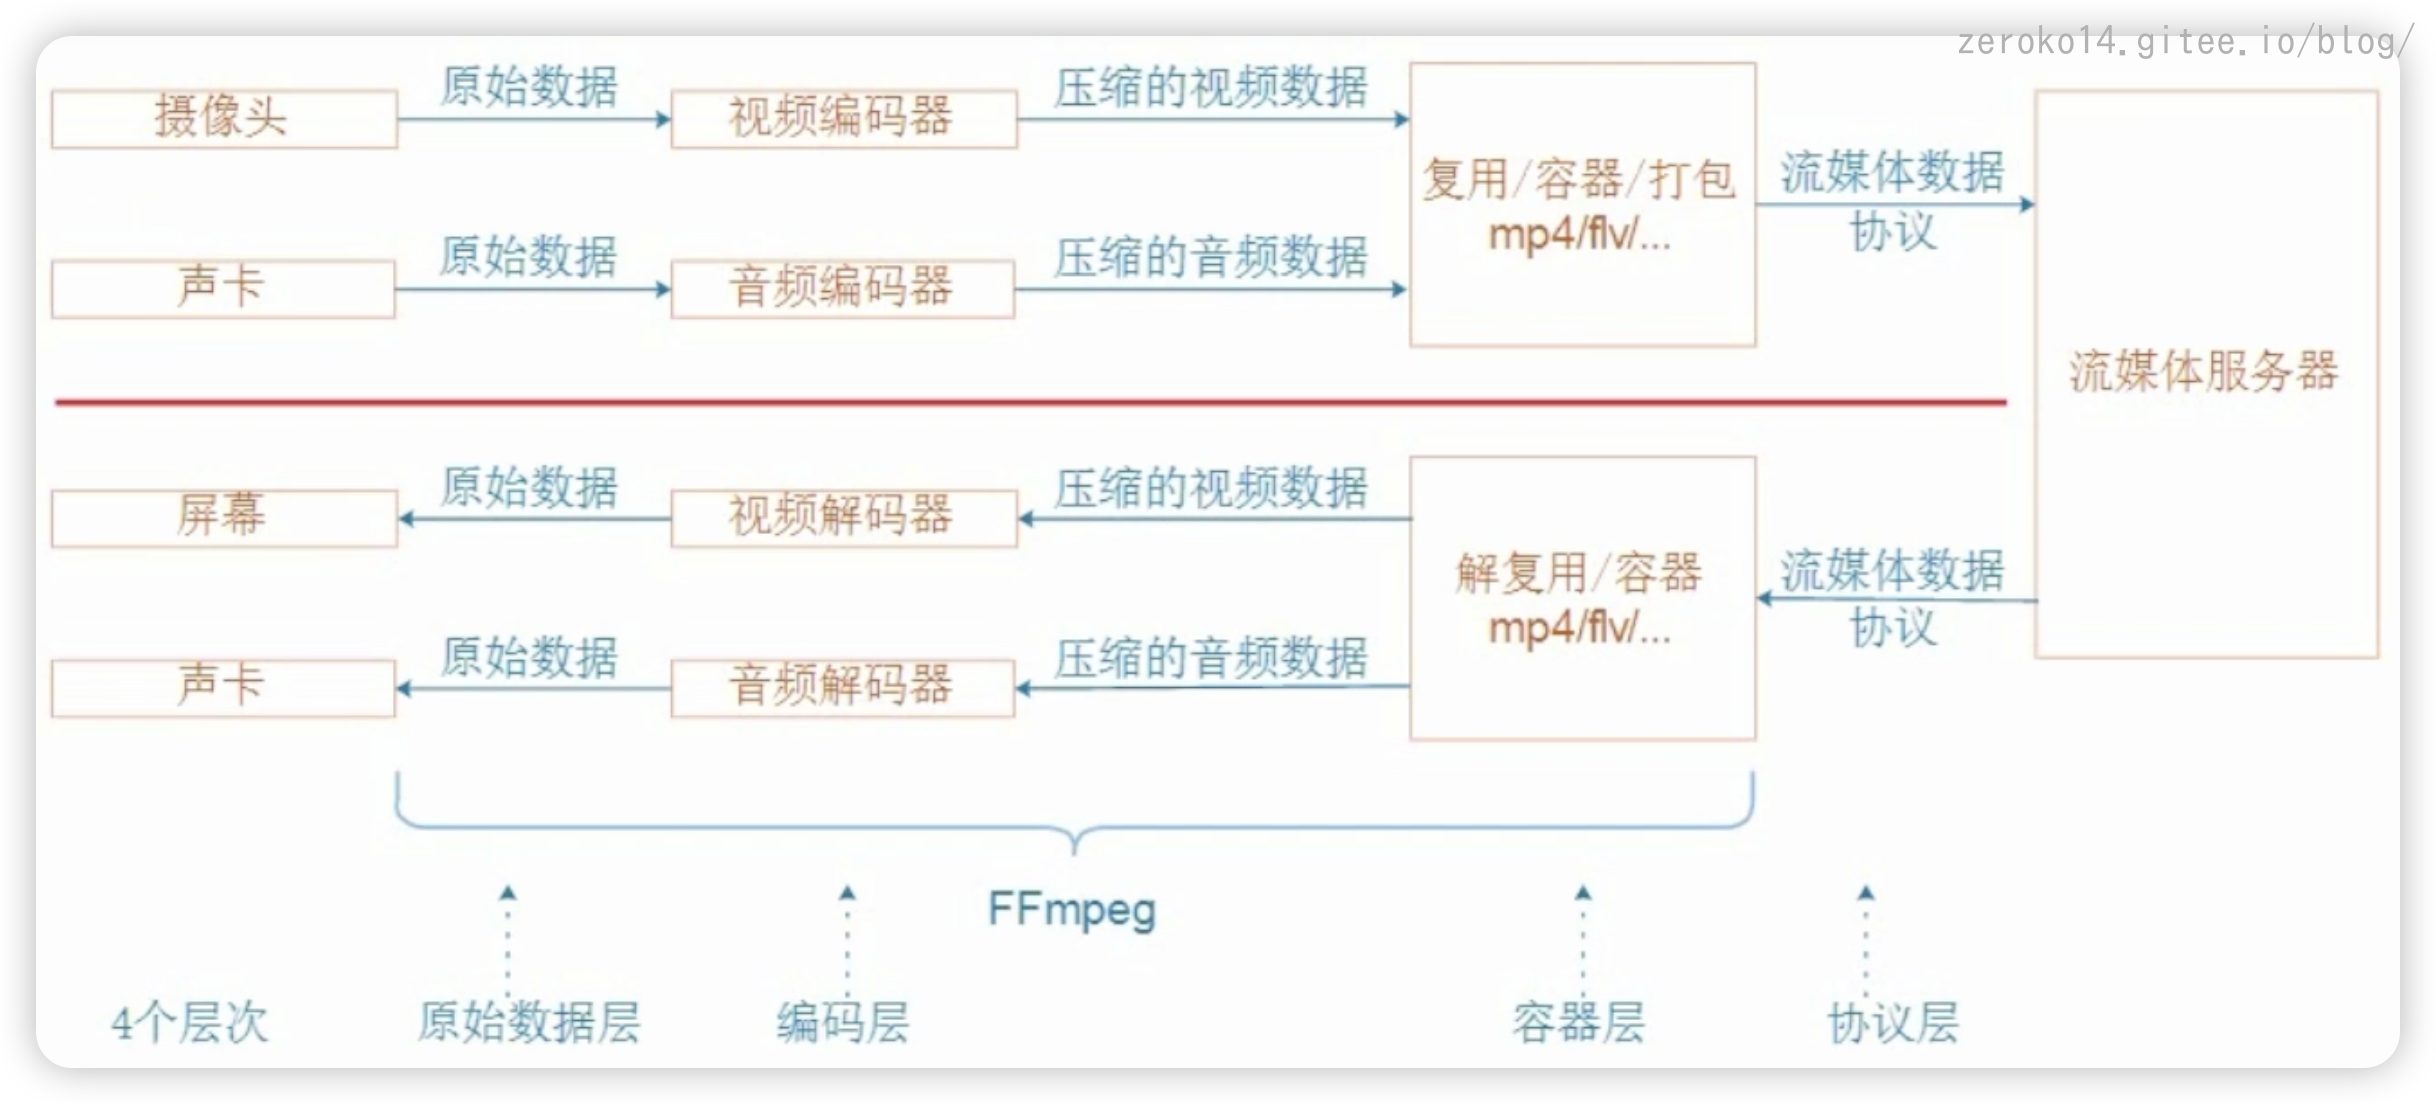 zeroko14.gitee.io/blog/
摄像头
原始数据
视频编码器
压缩的视频数据
复用/容器/打包
mp4/flv/...
流媒体数据
协议
声卡
原始数据
音频编码器
压缩的音频数据
流媒体服务器
屏幕
原始数据
视频解码器
压缩的视频数据
解复用/容器
mp4/flv/...
流媒体数据
协议
声卡
原始数据
音频解码器
压缩的音频数据
FFmpeg
4个层次
原始数据层
编码层
容器层
协议层